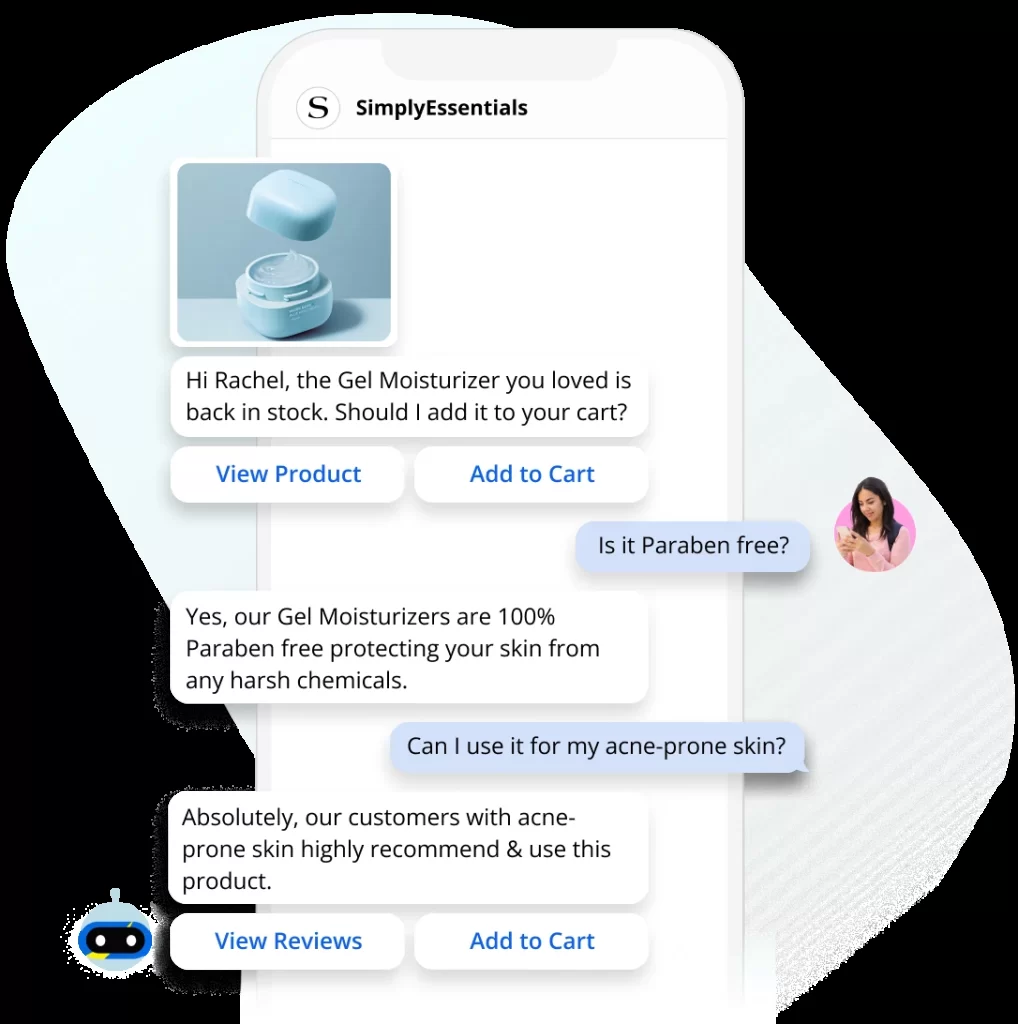 S
SimplyEssentials
Hi Rachel, the Gel Moisturizer you loved is
back in stock. Should I add it to your cart?
View Product
Add to Cart
Is it Paraben free?
Yes, our Gel Moisturizers are 100%
Paraben free protecting your skin from
any harsh chemicals.
Can I use it for my acne-prone skin?
Absolutely, our customers with acne-
prone skin highly recommend & use this
product.
View Reviews
Add to Cart